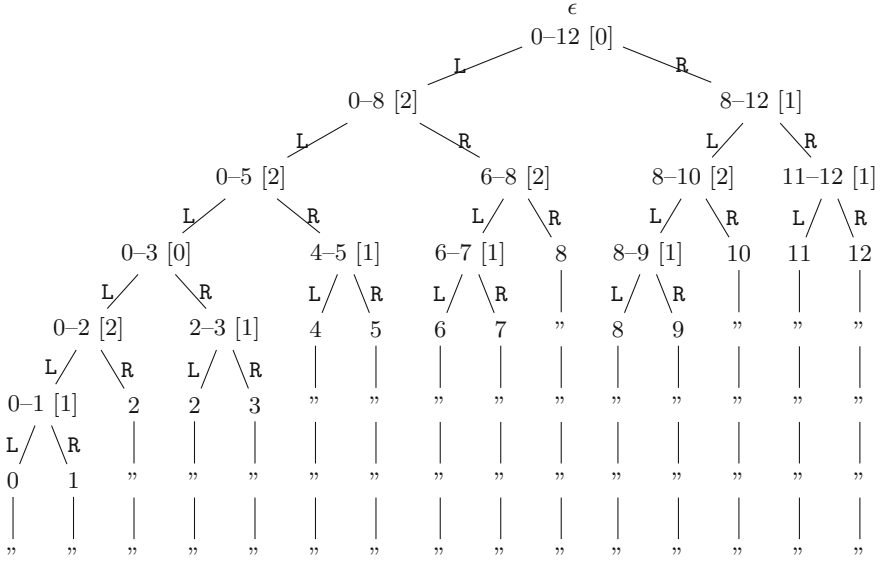 ϵ
0–12 [0]
L R
0–8 [2] 8–12 [1]
L R L R
0–5 [2] 6–8 [2] 8–10 [2] 11–12 [1]
L R L R L R L R
0–3 [0] 4–5 [1] 6–7 [1] 8 8–9 [1] 10 11 12
L R L R L R L R
0–2 [2] 2–3 [1] 4 5 6 7 ” 8 9 ” ” ”
L R L R
0–1 [1] 2 2 3 ” ” ” ” ” ” ” ” ” ”
L R
0 1 ” ” ” ” ” ” ” ” ” ” ” ” ”
” ” ” ” ” ” ” ” ” ” ” ” ” ” ”